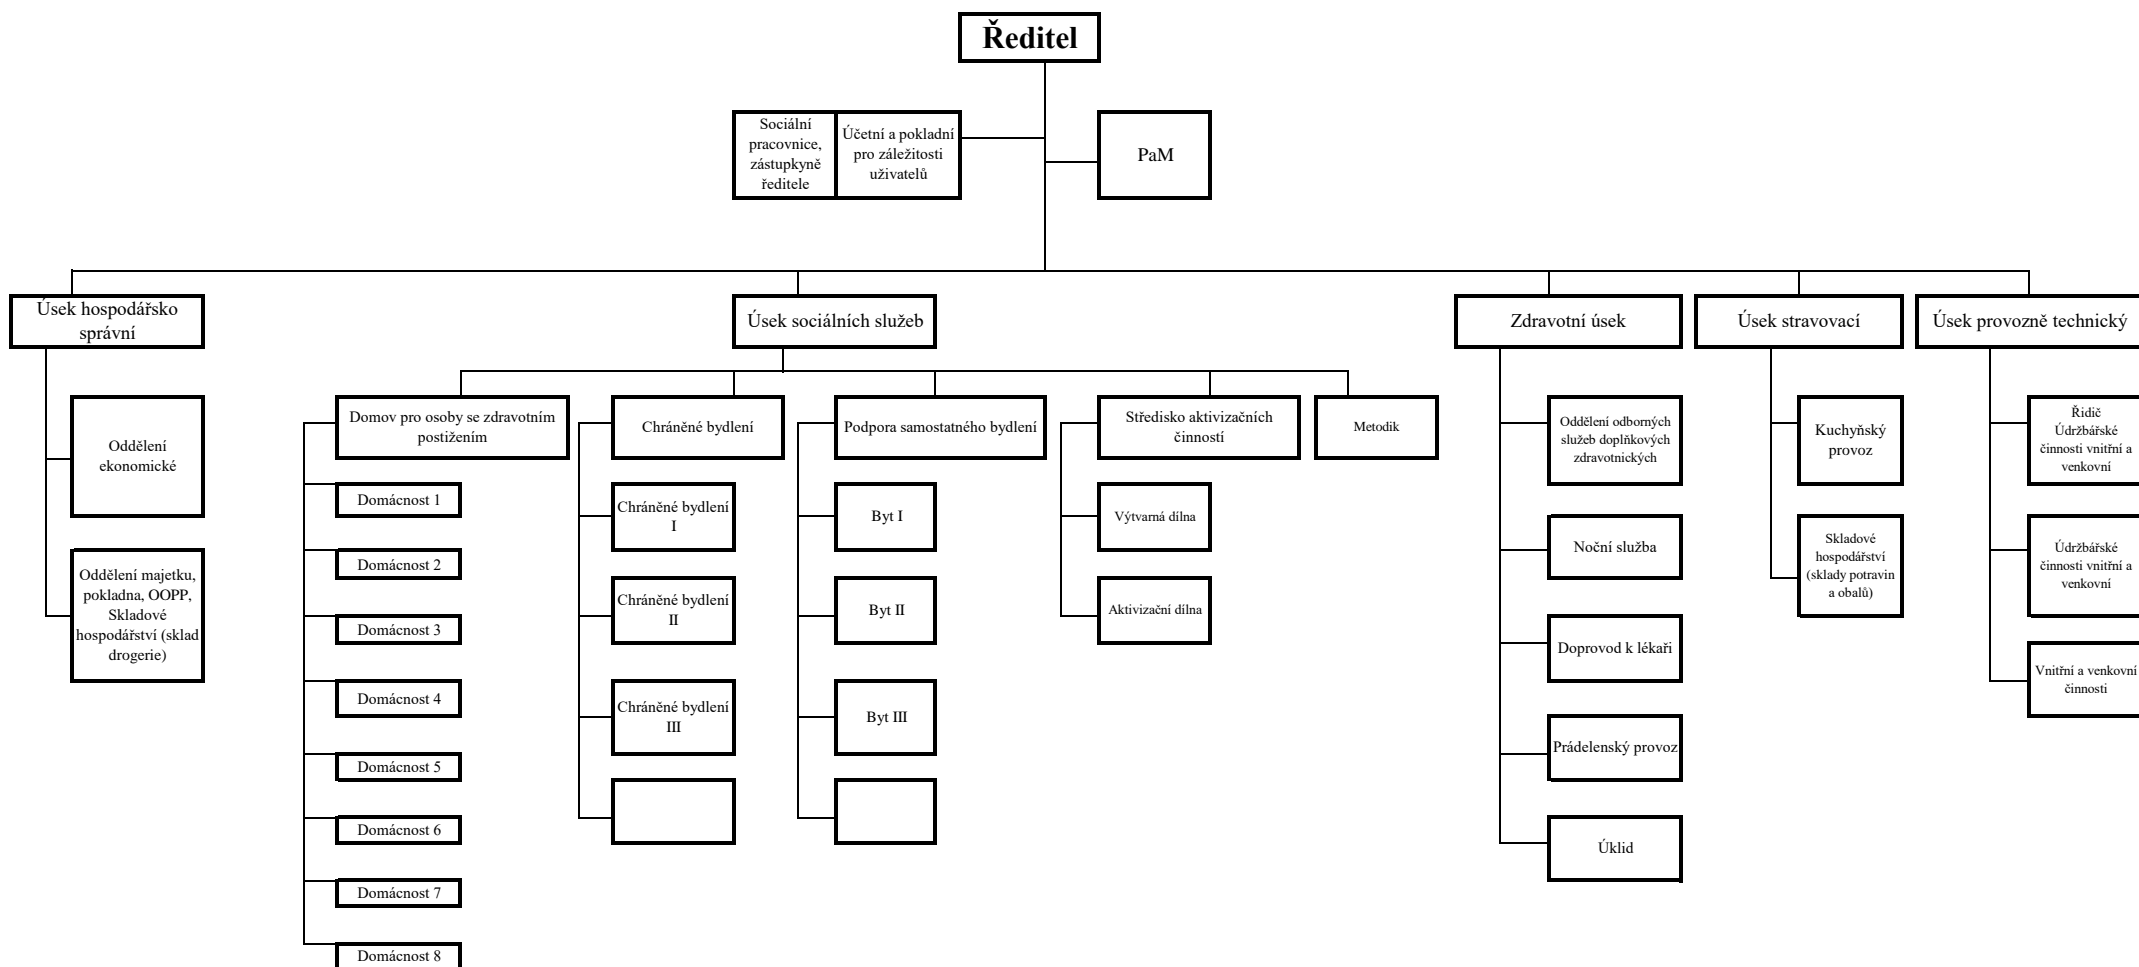 Ředitel
Sociální
pracovnice,
zástupkyně
ředitele
Účetní a pokladní
pro záležitosti
uživatelů
PaM
Úsek hospodářsko
správní
Úsek sociálních služeb
Zdravotní úsek
Úsek stravovací
Úsek provozně technický
Oddělení
ekonomické
Oddělení majetku,
pokladna, OOPP,
Skladové
hospodářství (sklad
drogerie)
Domov pro osoby se zdravotním
postižením
Domácnost 1
Domácnost 2
Domácnost 3
Domácnost 4
Domácnost 5
Domácnost 6
Domácnost 7
Domácnost 8
Chráněné bydlení
Chráněné bydlení
I
Chráněné bydlení
II
Chráněné bydlení
III
Podpora samostatného bydlení
Byt I
Byt II
Byt III
Středisko aktivizačních
činností
Výtvarná dílna
Aktivizační dílna
Metodik
Oddělení odborných
služeb doplňkových
zdravotnických
Noční služba
Doprovod k lékaři
Prádelenský provoz
Úklid
Kuchyňský
provoz
Skladové
hospodářství
(sklady potravin
a obalů)
Řidič
Údržbářské
činnosti vnitřní a
venkovní
Údržbářské
činnosti vnitřní a
venkovní
Vnitřní a venkovní
činnosti